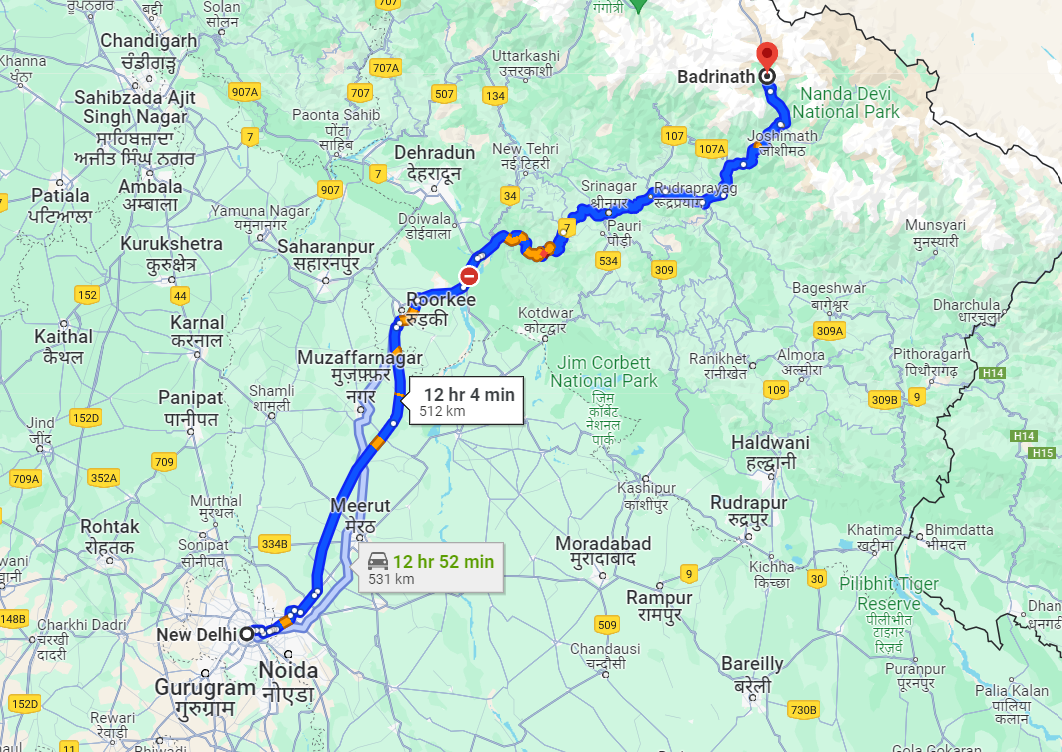 707
बद्दी
Solan
सोलन
गंगोत्री
Chandigarh
चंडीगढ़
Khanna
ਖੰਨਾ
707A
Uttarkashi
उत्तरकाशी
Badrinath
907A
707
507
134
Nanda Devi
National Park
Sahibzada Ajit
Singh Nagar
ਸਾਹਿਬਜ਼ਾਦਾ
ਅਜੀਤ ਸਿੰਘ ਨਗਰ
Paonta Sahib
पोंटा
साहिब
7
107
107A
Joshimath
जोशीमठ
Dehradun
देहरादून
New Tehri
नई टिहरी
7
Patiala
ਪਟਿਆਲਾ
Ambala
अम्बाला
907
34
Srinagar
श्रीनगर
Rudraprayag
रूद्रप्रयाग
Yamuna Nagar
यमुनानगर
Doiwala
डोईवाला
7
Pauri
पौड़ी
Munsyari
मुनस्यारी
Kurukshetra
कुरुक्षेत्र
Saharanpur
सहारनपुर
534
309
152
44
Roorkee
रुड़की
Bageshwar
बागेश्वर
Dharchula
धारचूला
Kaithal
कैथल
Karnal
करनाल
Kotdwar
कोटद्वार
309A
Muzaffarnagar
मुज़फ़्फ़र
नगर
Jim Corbett
National Park
जिम
कॉर्बेट
नेशनल
पार्क
Ranikhet
रानीखेत
Almora
अल्मोरा
Pithoragarh
पिथौरागढ़
H14
Panipat
पानीपत
Shamli
शामली
12 hr 4 min
512 km
109
309B
9
152D
Jind
जींद
Haldwani
हल्द्वानी
H14
H15
709
709A
352A
Kashipur
काशीपुर
Murthal
मुरथल
Meerut
मेरठ
Rudrapur
रुद्रपुर
Rohtak
रोहतक
Sonipat
सोनीपत
334B
Moradabad
मुरादाबाद
Khatima
खटीमा
Bhimdatta
भीमदत्त
12 hr 52 min
531 km
Kichha
किच्छा
9
30
Pilibhit Tiger
Reserve
पीलीभीत
टाइगर
रिज़र्व
Rampur
रामपुर
148B
Charkhi Dadri
चरखी
दादरी
New Delhi
509
Chandausi
चन्दौसी
Noida
नोएडा
Gurugram
गुरुग्राम
Bareilly
बरेली
Puranpur
पूरनपुर
Palia Kalan
पालिया
कलान
152D
Rewari
रेवाड़ी
730B
11
Bhiwadi
Gola Gokaran